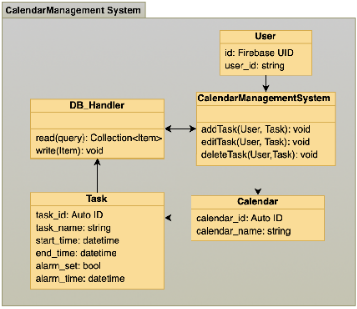 CalendarManagement System
User
id: Firebase UID
user_id: string
DB_Handler
read(query): Collection<Item>
write(Item): void
CalendarManagementSystem
addTask(User, Task): void
editTask(User, Task): void
deleteTask(User,Task): void
Task
task_id: Auto ID
task_name: string
start_time: datetime
end_time: datetime
alarm_set: bool
alarm_time: datetime
Calendar
calendar_id: Auto ID
calendar_name: string